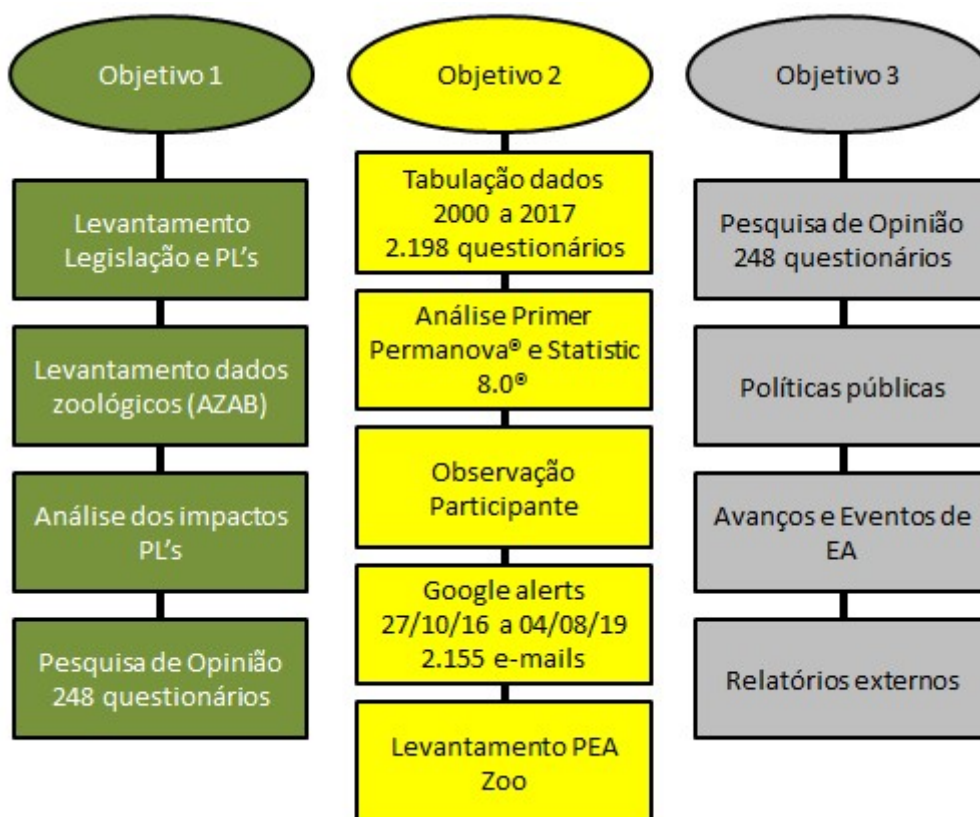 Objetivo 1
Levantamento
Legislação e PL's
Levantamento dados
zoológicos (AZAB)
Análise dos impactos
PL's
Pesquisa de Opinião
248 questionários
Objetivo 2
Tabulação dados
2000 a 2017
2.198 questionários
Análise Primer
Permanova® e Statistic
8.0®
Observação
Participante
Google alerts
27/10/16 a 04/08/19
2.155 e-mails
Levantamento PEA
Zoo
Objetivo 3
Pesquisa de Opinião
248 questionários
Políticas públicas
Avanços e Eventos de
EA
Relatórios externos